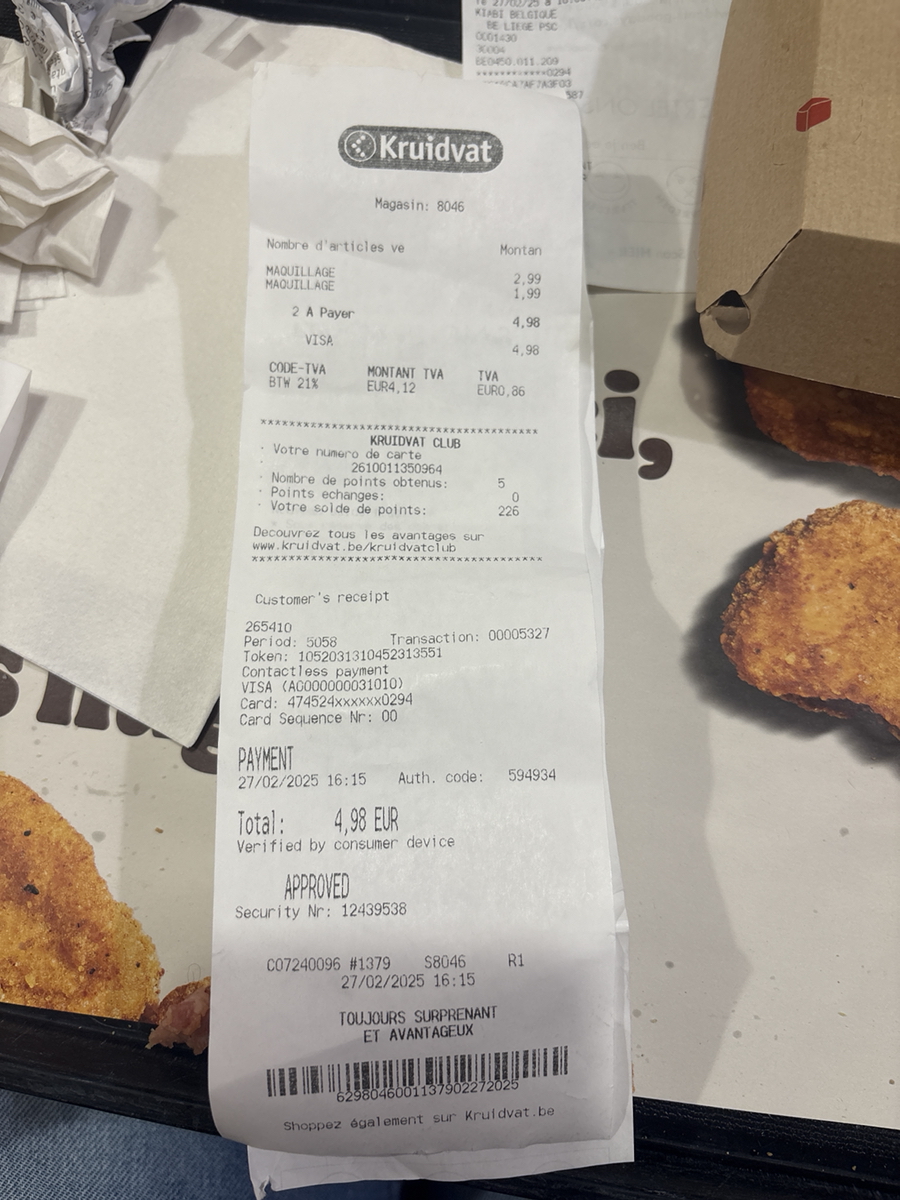 KIABI BELGIQUE
BE LIEGE PSC
0001430
30004
BE0450.011.209
************0294
587
Kruidvat
Magasin: 8046
Nombre d'articles ve Montan
MAQUILLAGE 2,99
MAQUILLAGE 1,99
2 A Payer 4,98
VISA 4,98
CODE-TVA MONTANT TVA TVA
BTW 21% EUR4,12 EUR0,86
****************************************
KRUIDVAT CLUB
· Votre numero de carte
· 2610011350964
· Nombre de points obtenus: 5
· Points echanges: 0
· Votre solde de points: 226
Decouvrez tous les avantages sur
www.kruidvat.be/kruidvatclub
****************************************
Customer's receipt
265410
Period: 5058 Transaction: 00005327
Token: 1052031310452313551
Contactless payment
VISA (A0000000031010)
Card: 474524xxxxxx0294
Card Sequence Nr: 00
PAYMENT
27/02/2025 16:15 Auth. code: 594934
Total: 4,98 EUR
Verified by consumer device
APPROVED
Security Nr: 12439538
C07240096 #1379 S8046 R1
27/02/2025 16:15
TOUJOURS SURPRENANT
ET AVANTAGEUX
6298046001137902272025
Shoppez également sur Kruidvat.be